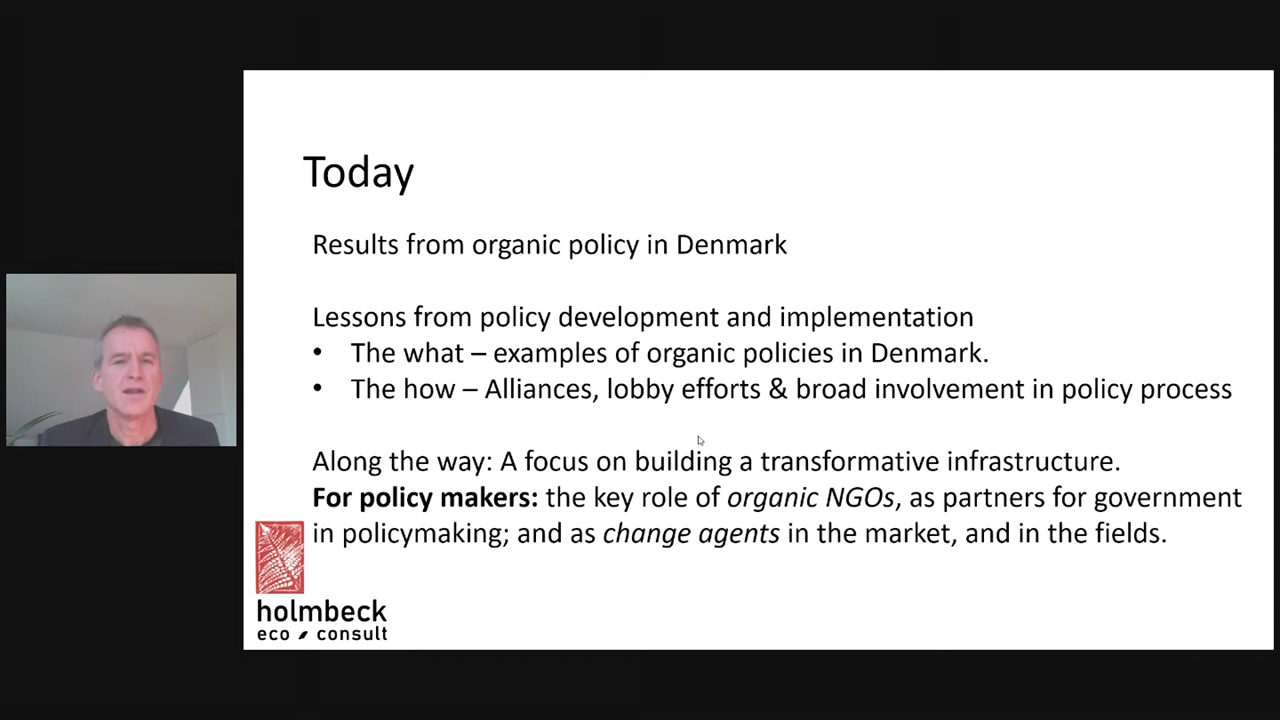 Today
Results from organic policy in Denmark
Lessons from policy development and implementation
• The what – examples of organic policies in Denmark.
• The how – Alliances, lobby efforts & broad involvement in policy process
Along the way: A focus on building a transformative infrastructure.
For policy makers: the key role of organic NGOs, as partners for government
in policymaking; and as change agents in the market, and in the fields.
holmbeck
eco consult